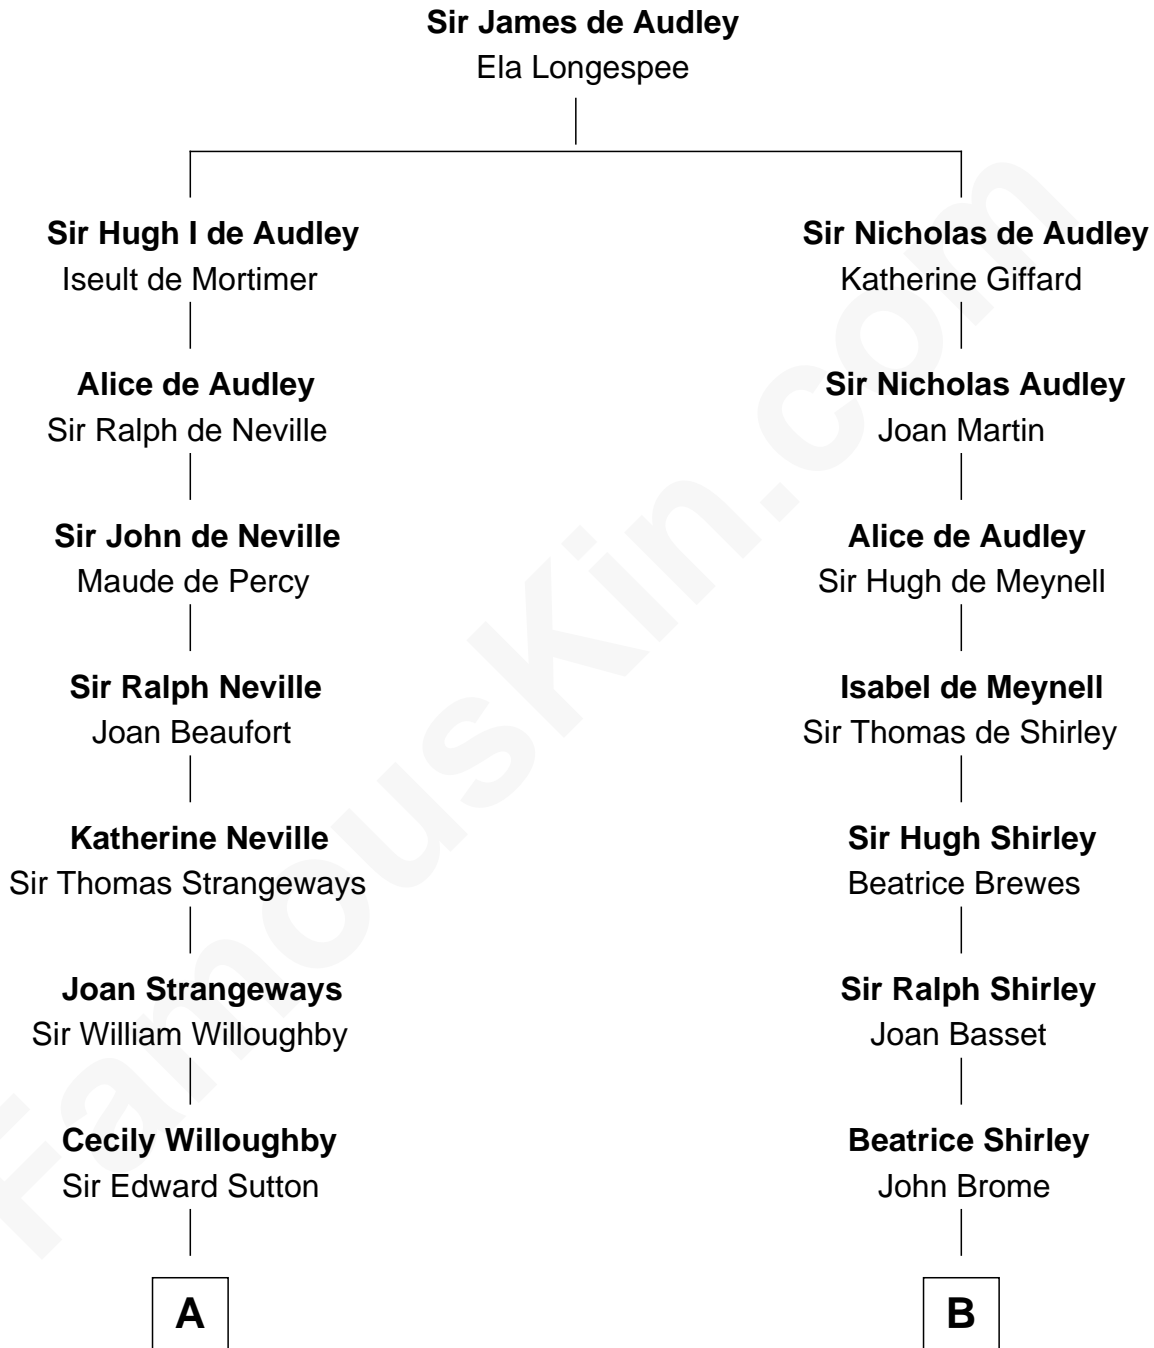 Sir James de Audley
Ela Longespee
Sir Hugh I de Audley
Iseult de Mortimer
Sir Nicholas de Audley
Katherine Giffard
Alice de Audley
Sir Ralph de Neville
Sir Nicholas Audley
Joan Martin
Sir John de Neville
Maude de Percy
Alice de Audley
Sir Hugh de Meynell
Sir Ralph Neville
Joan Beaufort
Isabel de Meynell
Sir Thomas de Shirley
Katherine Neville
Sir Thomas Strangeways
Sir Hugh Shirley
Beatrice Brewes
Joan Strangeways
Sir William Willoughby
Sir Ralph Shirley
Joan Basset
Cecily Willoughby
Sir Edward Sutton
Beatrice Shirley
John Brome
A
B
FamousKin.com